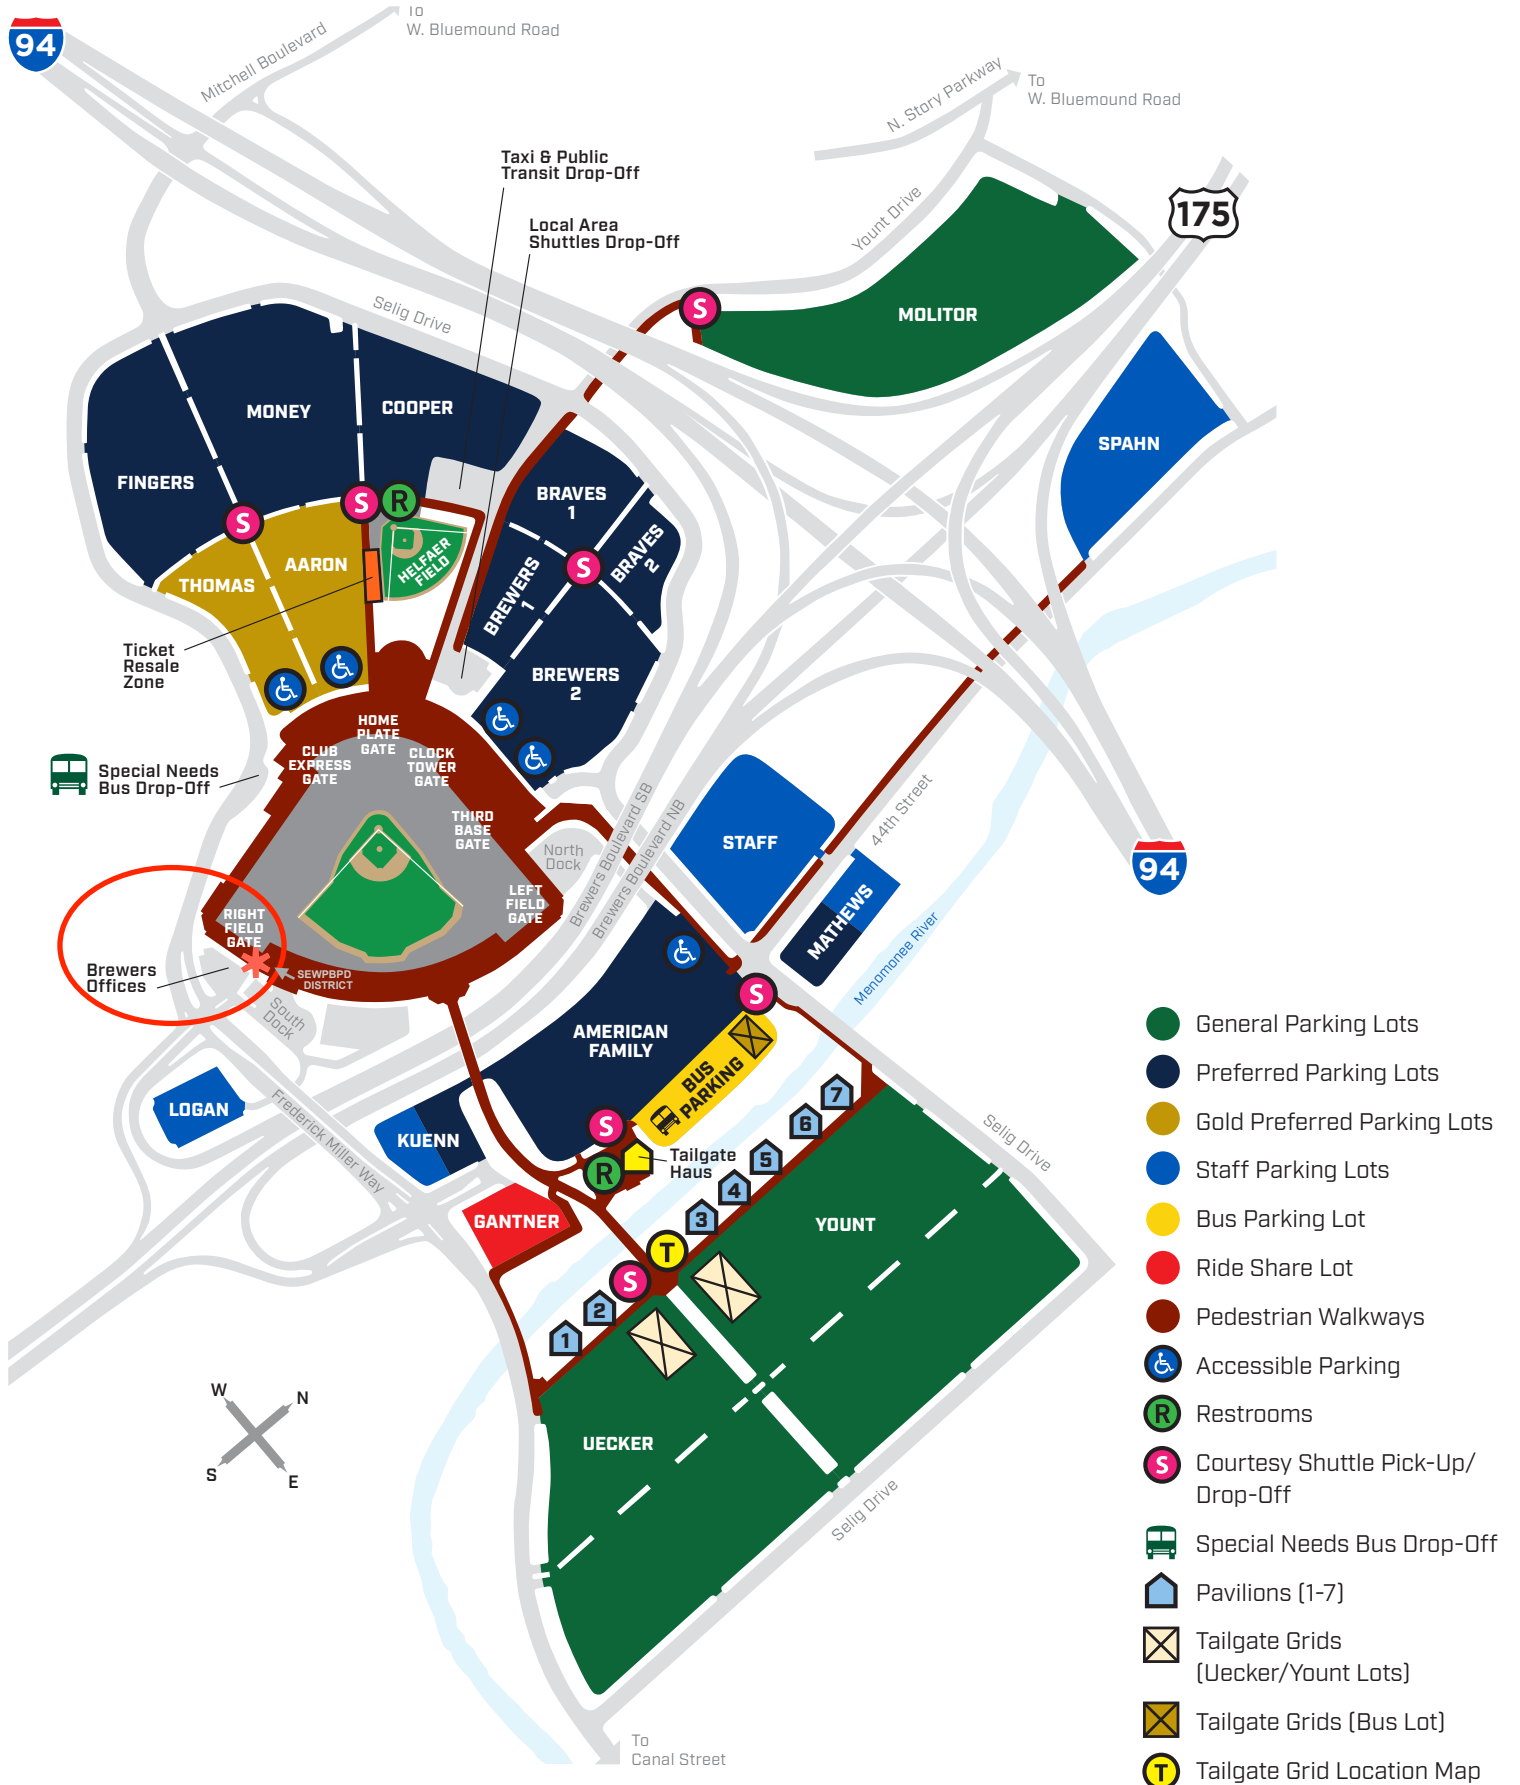 To
W. Bluemound Road
94
Mitchell Boulevard
N. Story Parkway
To
W. Bluemound Road
Taxi & Public
Transit Drop-Off
175
Local Area
Shuttles Drop-Off
Yount Drive
Selig Drive
S
MOLITOR
MONEY
COOPER
SPAHN
FINGERS
BRAVES
1
S
R
S
BRAVES
2
HELFAER
FIELD
AARON
S
THOMAS
BREWERS
1
Ticket
Resale
Zone
BREWERS
2
HOME
PLATE
GATE
CLUB
EXPRESS
GATE
CLOCK
TOWER
GATE
Special Needs
Bus Drop-Off
THIRD
BASE
GATE
Brewers Boulevard SB
Brewers Boulevard NB
44th Street
STAFF
North
Dock
94
LEFT
FIELD
GATE
MATHEWS
RIGHT
FIELD
GATE
Menomonee River
Brewers
Offices
SEWPBPD
DISTRICT
S
South
Dock
AMERICAN
FAMILY
BUS
PARKING
General Parking Lots
Preferred Parking Lots
LOGAN
Frederick Miller Way
KUENN
S
7
6
5
4
3
Selig Drive
Tailgate
Haus
R
Gold Preferred Parking Lots
Staff Parking Lots
GANTNER
YOUNT
Bus Parking Lot
T
S
2
1
Ride Share Lot
Pedestrian Walkways
Accessible Parking
W
N
S
E
R
Restrooms
UECKER
S
Courtesy Shuttle Pick-Up/
Drop-Off
Selig Drive
Special Needs Bus Drop-Off
Pavilions (1-7)
Tailgate Grids
(Uecker/Yount Lots)
Tailgate Grids (Bus Lot)
To
Canal Street
T
Tailgate Grid Location Map